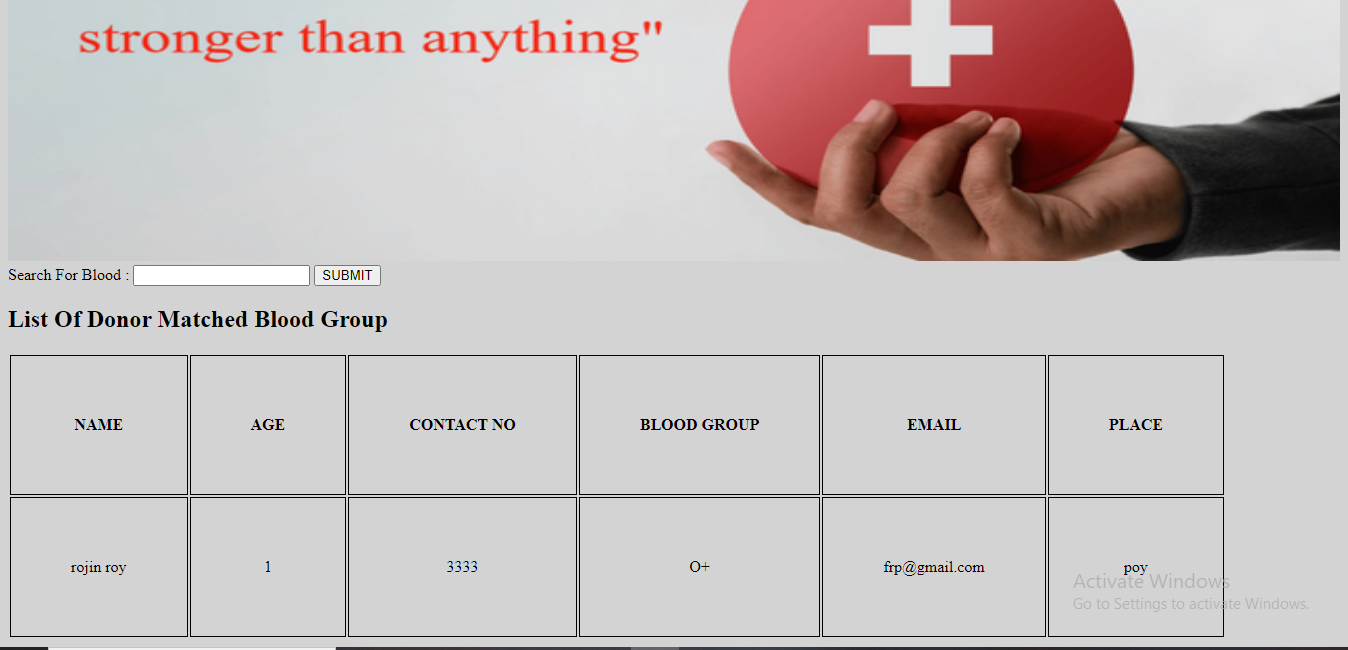 stronger than anything"
Search For Blood : SUBMIT
List Of Donor Matched Blood Group
NAME AGE CONTACT NO BLOOD GROUP EMAIL PLACE
rojin roy 1 3333 O+ frp@gmail.com poy
Activate Windows
Go to Settings to activate Windows.